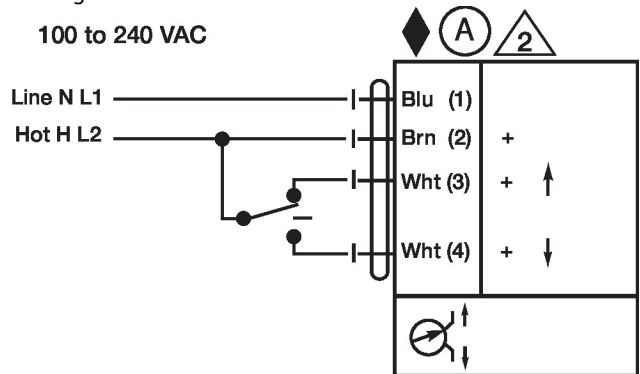 100 to 240 VAC
A
2
Line N L1
Blu (1)
Hot H L2
Brn (2) +
Wht (3) + ↑
Wht (4) + ↓